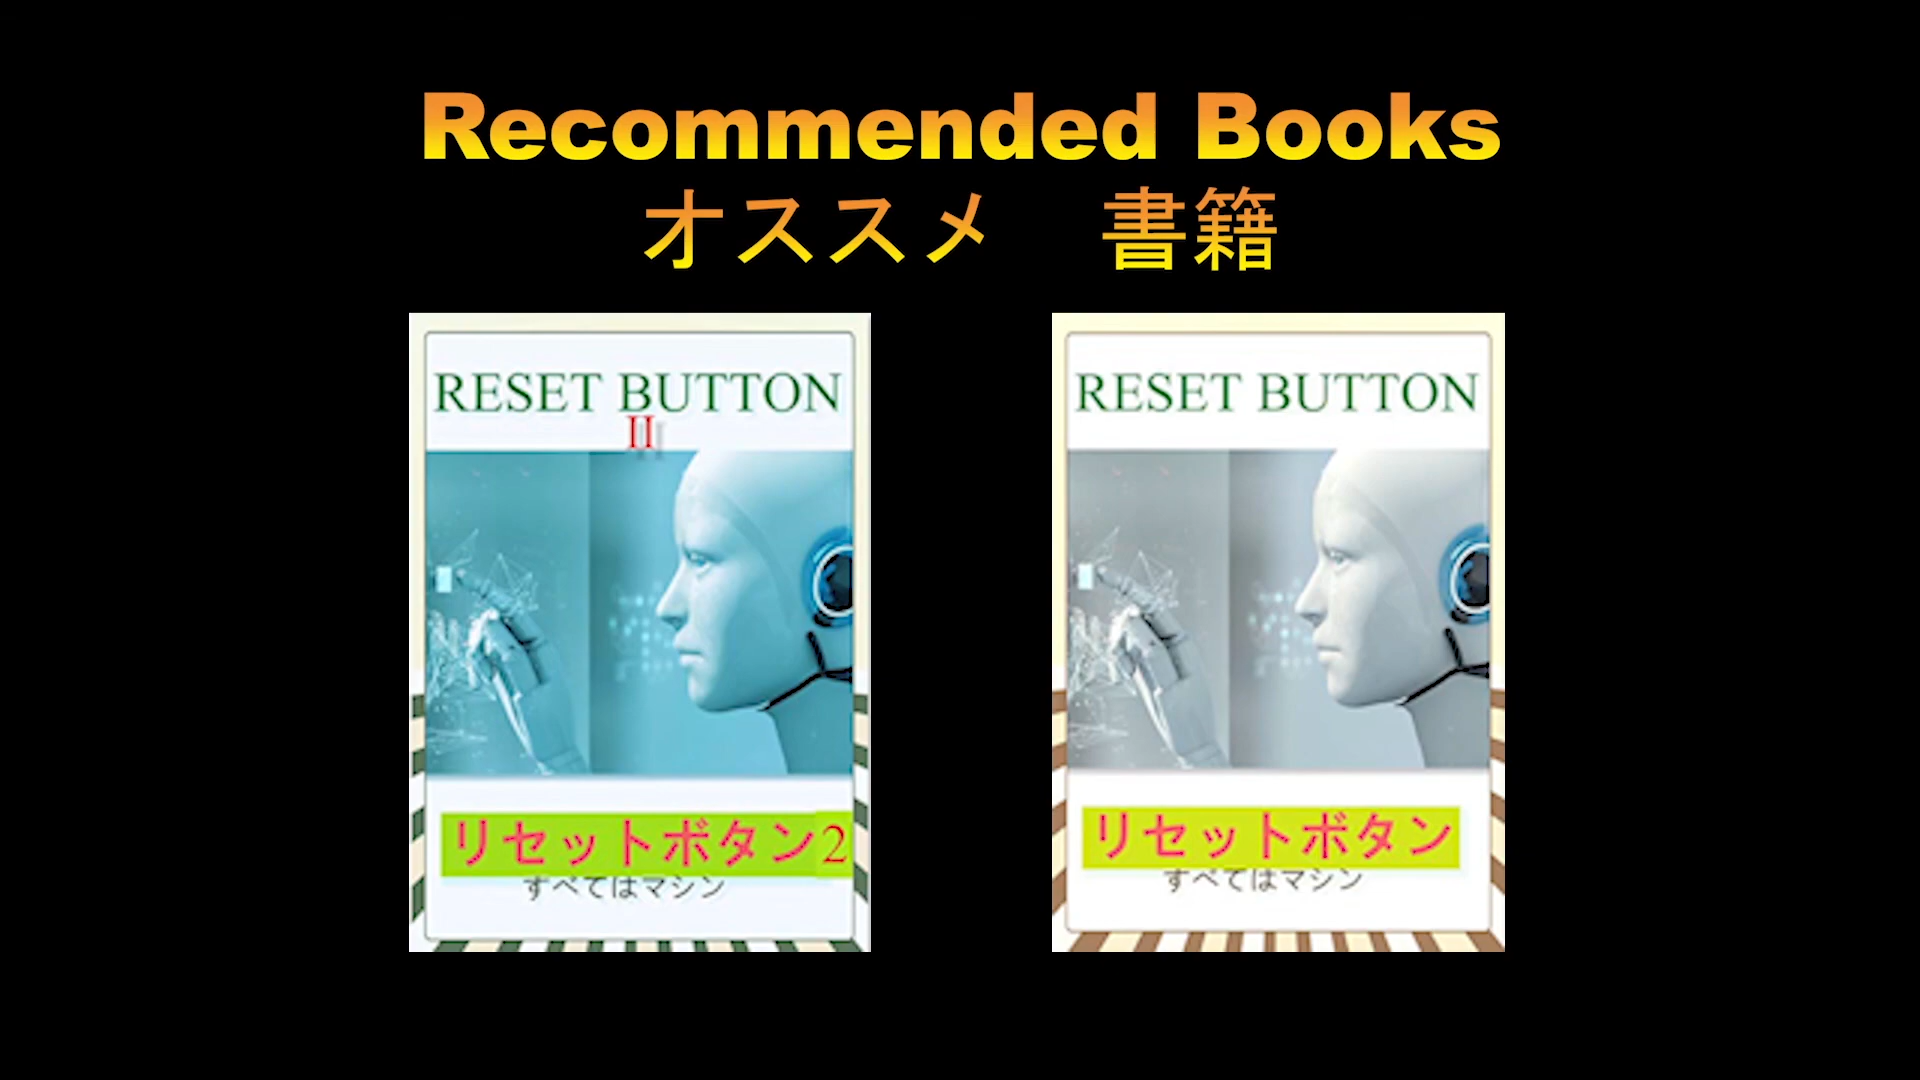 Recommended Books
オススメ　書籍
RESET BUTTON
II
リセットボタン2
すべてはマシン
RESET BUTTON
リセットボタン
すべてはマシン